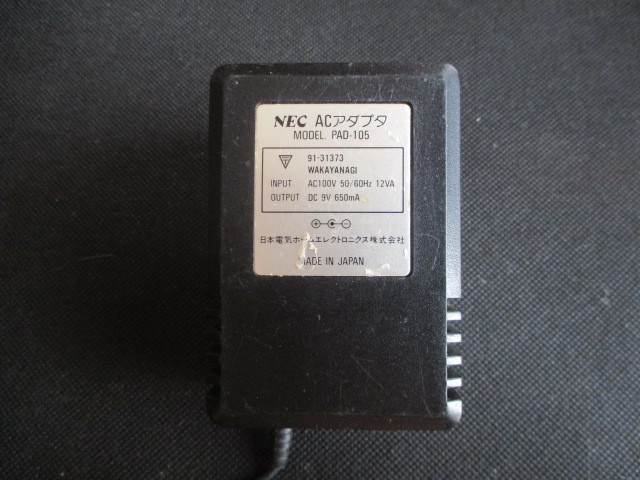 NEC ACアダプタ
MODEL. PAD-105
91-31373
WAKAYANAGI
INPUT AC100V 50/60Hz 12VA
OUTPUT DC 9V 650mA
日本電気ホームエレクトロニクス株式会社
MADE IN JAPAN